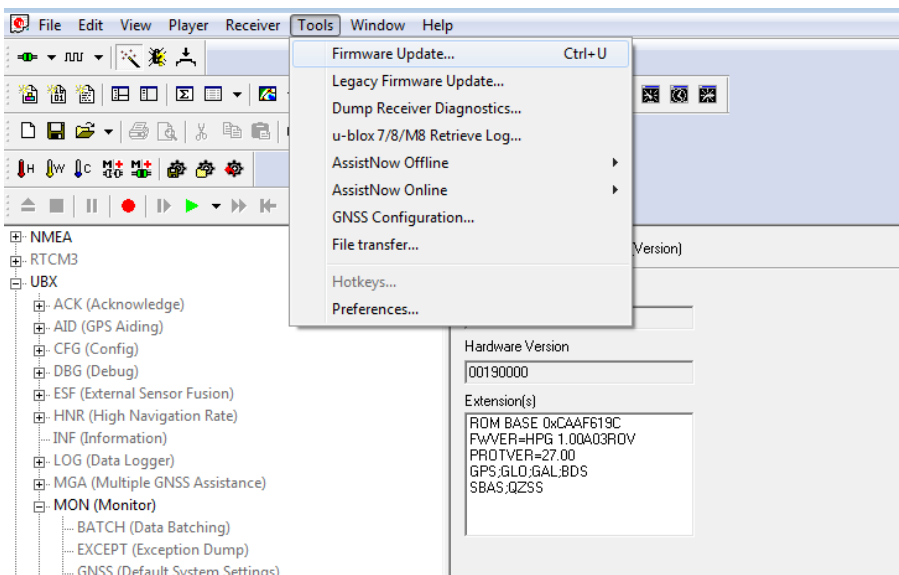 File Edit View Player Receiver Tools Window Help
Firmware Update... Ctrl+U
Legacy Firmware Update...
Dump Receiver Diagnostics...
u-blox 7/8/M8 Retrieve Log...
AssistNow Offline
AssistNow Online
GNSS Configuration...
File transfer...
Hotkeys...
Preferences...
H W C
NMEA
RTCM3
UBX
ACK (Acknowledge)
AID (GPS Aiding)
CFG (Config)
DBG (Debug)
ESF (External Sensor Fusion)
HNR (High Navigation Rate)
INF (Information)
LOG (Data Logger)
MGA (Multiple GNSS Assistance)
MON (Monitor)
BATCH (Data Batching)
EXCEPT (Exception Dump)
GNSS (Default System Settings)
Version)
Hardware Version
00190000
Extension(s)
ROM BASE 0xCAAF619C
FWVER=HPG 1.00A03ROV
PROTVER=27.00
GPS;GLO;GAL;BDS
SBAS;QZSS